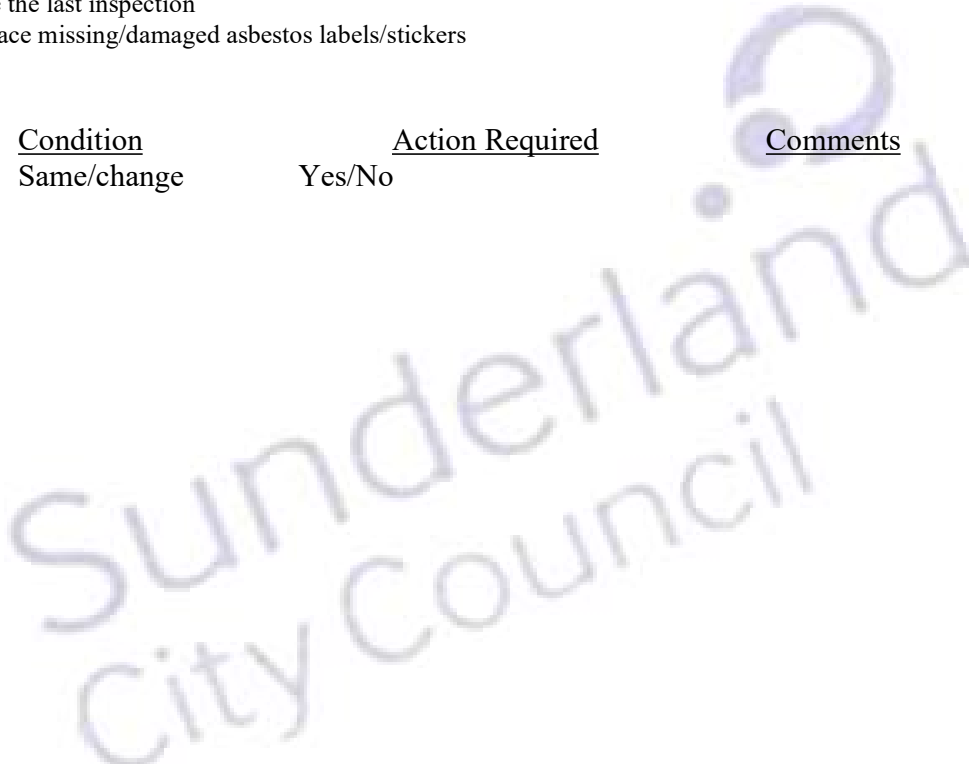 the last inspection
missing/damaged asbestos labels/stickers
Condition Action Required Comments
Same/change Yes/No
Sunderland
City Council